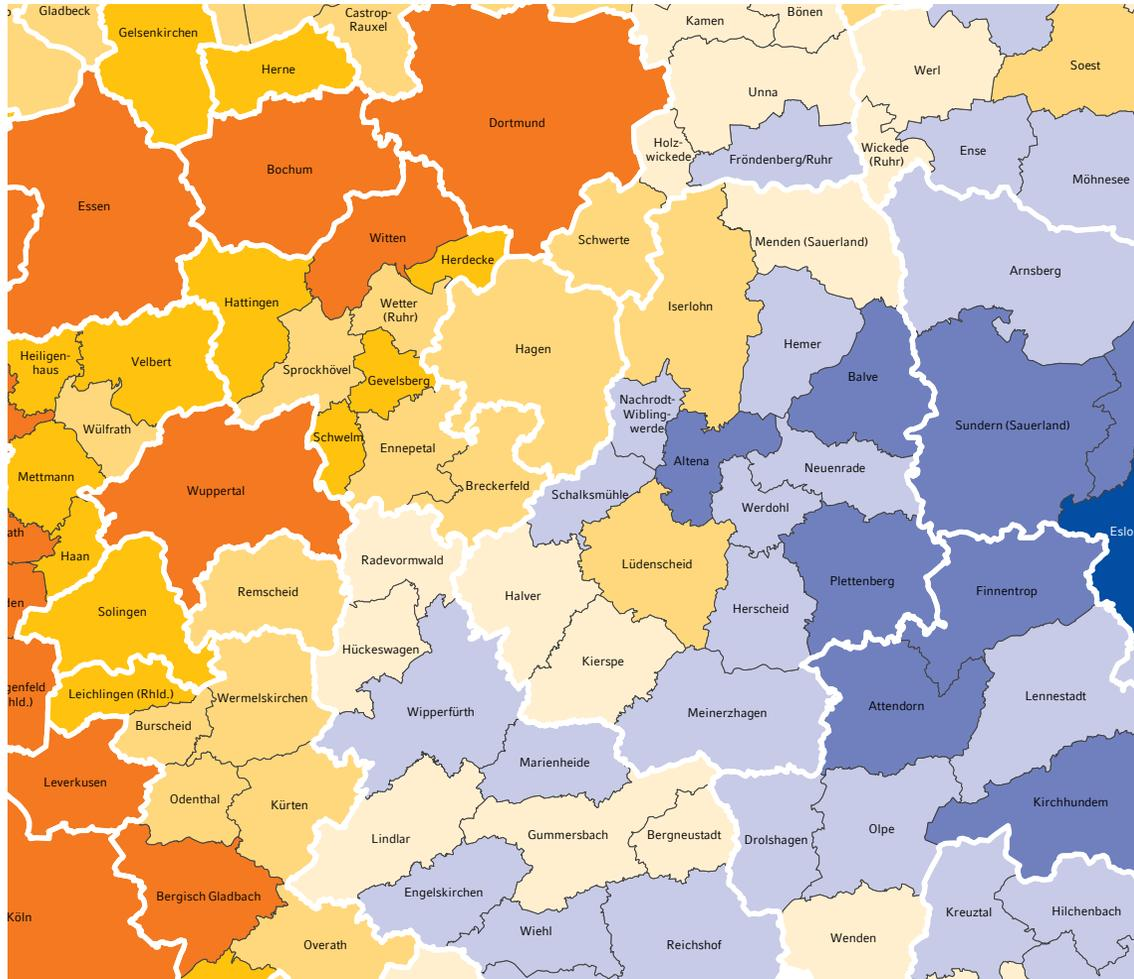 Gladbeck
Gelsenkirchen
Castrop-
Rauxel
Kamen
Bönen
Herne
Werl
Soest
Unna
Dortmund
Holz-
wickede
Fröndenberg/Ruhr
Wickede
(Ruhr)
Ense
Möhnesee
Bochum
Essen
Witten
Schwerte
Menden (Sauerland)
Herdecke
Arnsberg
Hattingen
Wetter
(Ruhr)
Iserlohn
Hemer
Hagen
Heiligen-
haus
Velbert
Sprockhövel
Gevelsberg
Balve
Nachrodt-
Wibling-
werde
Sundern (Sauerland)
Wülfrath
Schwelm
Ennepetal
Altena
Neuenrade
Mettmann
Wuppertal
Breckerfeld
Schalksmühle
Werdohl
ath
Eslo
Haan
Radevormwald
Lüdenscheid
Plettenberg
Finnentrop
Remscheid
Halver
Herscheid
den
Solingen
Hückeswagen
Kierspe
genfeld
hld.)
Leichlingen (Rhld.)
Wermelskirchen
Lennestadt
Attendorn
Wipperfürth
Meinerzhagen
Burscheid
Marienheide
Leverkusen
Odenthal
Kürten
Kirchhundem
Lindlar
Gummersbach
Bergneustadt
Drolshagen
Olpe
Bergisch Gladbach
Engelskirchen
Köln
Kreuztal
Hilchenbach
Wiehl
Overath
Reichshof
Wenden